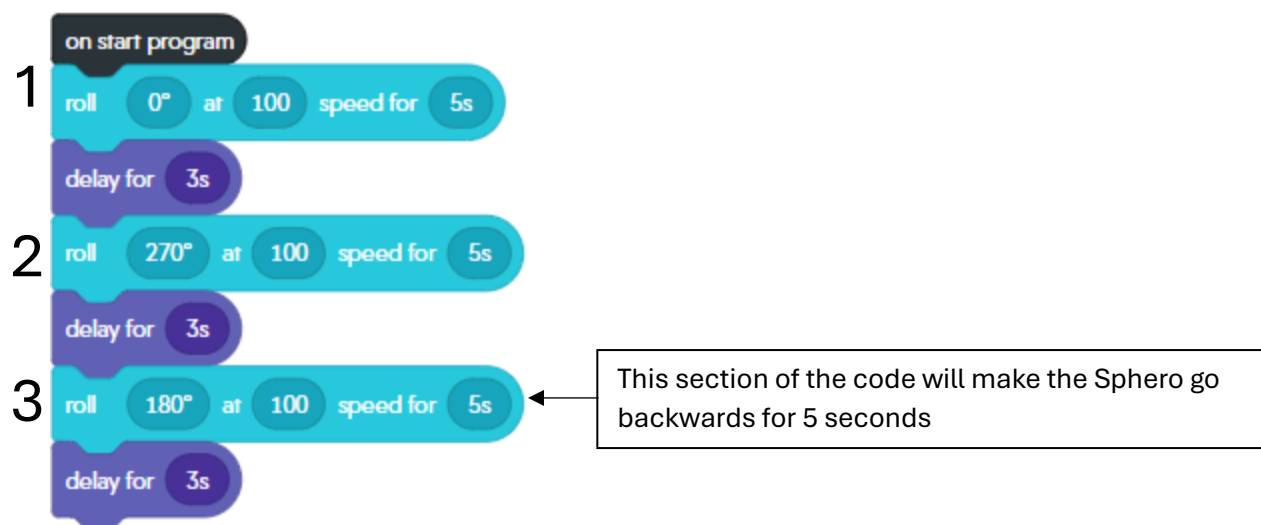 on start program
1 roll 0° at 100 speed for 5s
delay for 3s
2 roll 270° at 100 speed for 5s
delay for 3s
3 roll 180° at 100 speed for 5s
This section of the code will make the Sphero go
backwards for 5 seconds
delay for 3s